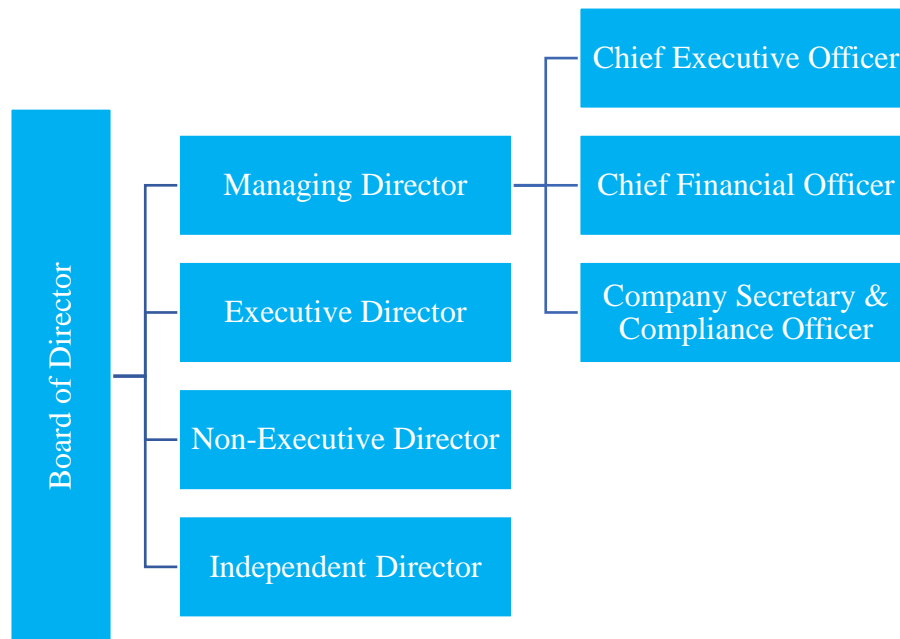 Board of Director
Managing Director
Executive Director
Non-Executive Director
Independent Director
Chief Executive Officer
Chief Financial Officer
Company Secretary &
Compliance Officer